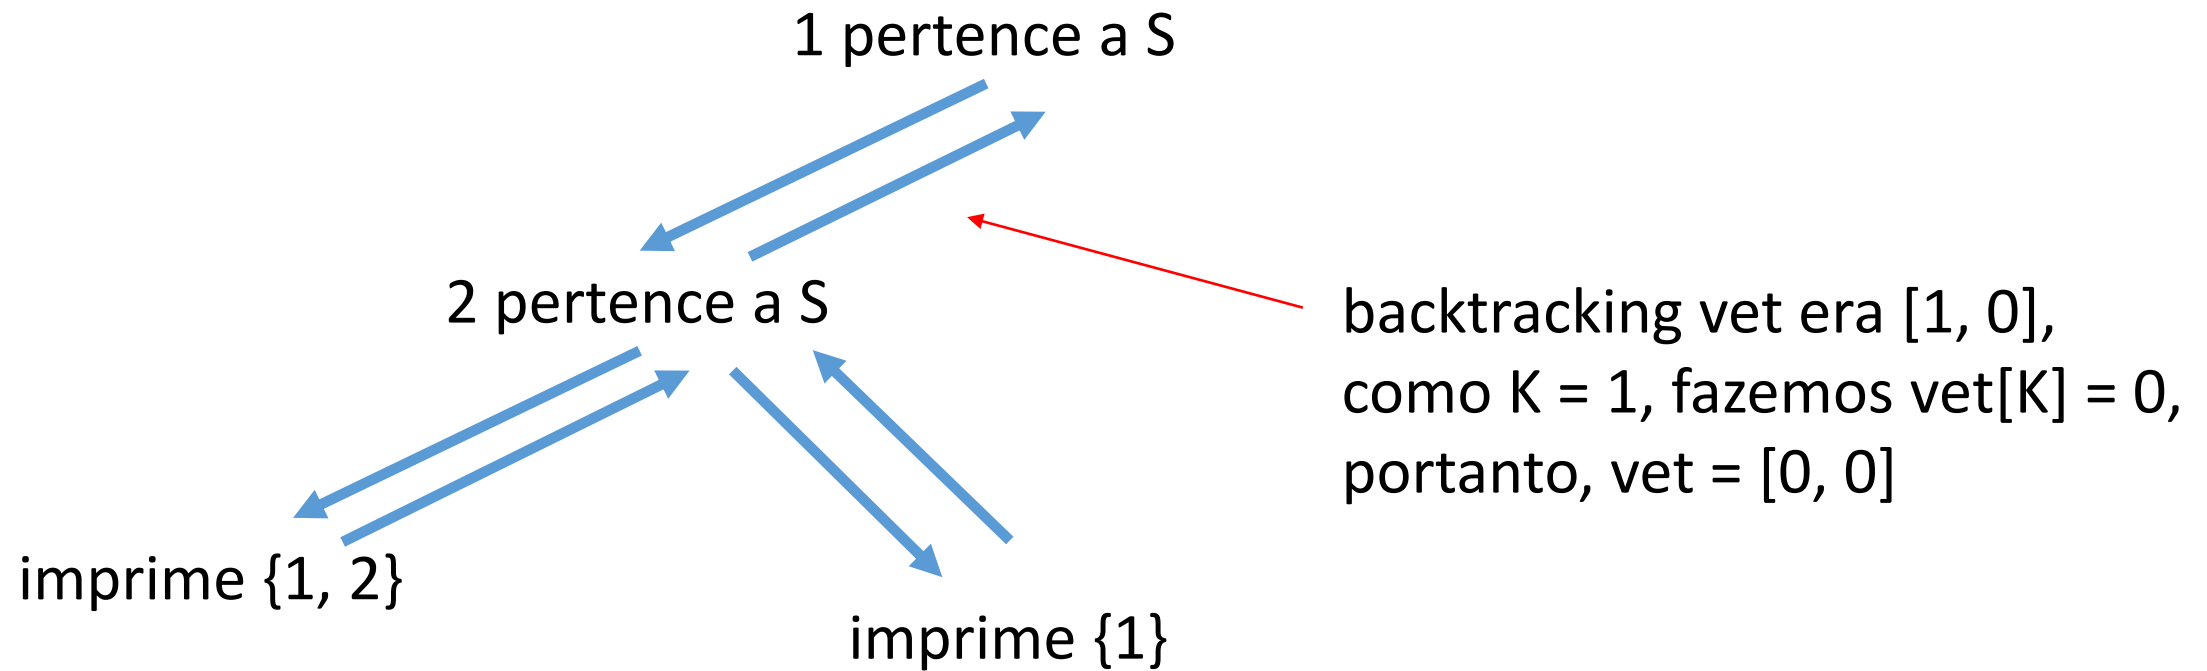 1 pertence a S
2 pertence a S
backtracking vet era [1, 0],
como K = 1, fazemos vet[K] = 0,
portanto, vet = [0, 0]
imprime {1, 2}
imprime {1}